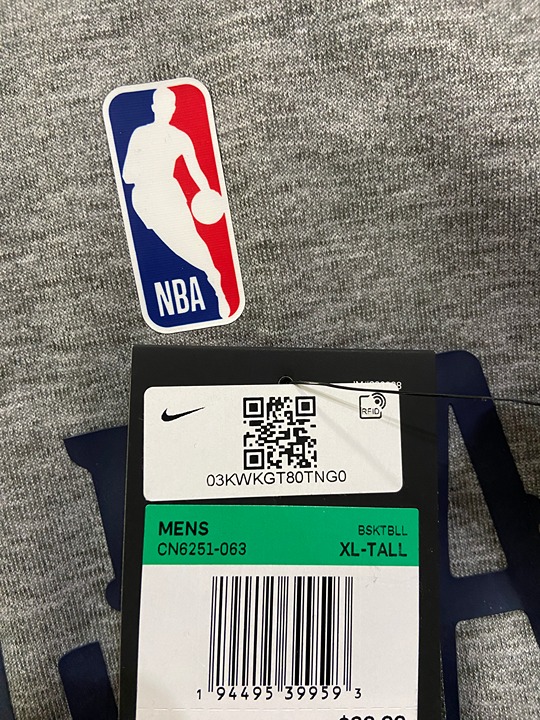 NBA
RFID
03KWKGT80TNG0
MENS
BSKTBLL
CN6251-063
XL-TALL
1 94495 39959 3